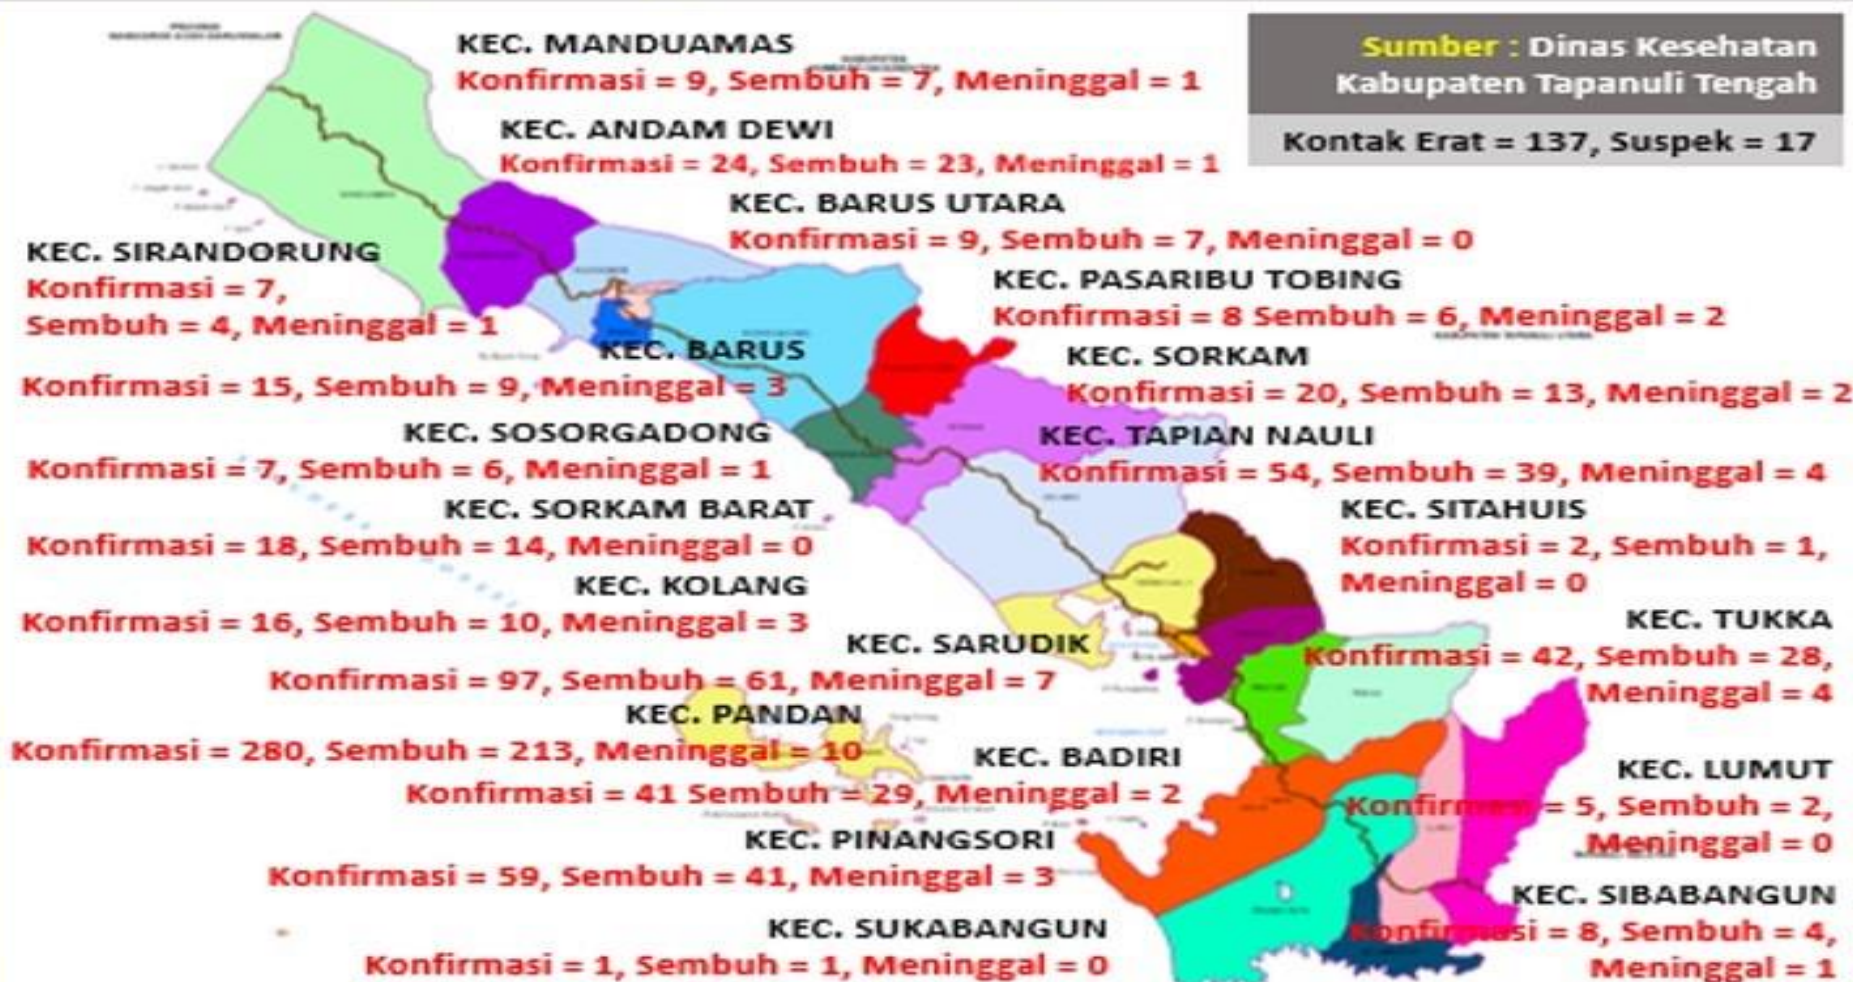 KEC. MANDUAMAS
Konfirmasi = 9, Sembuh = 7, Meninggal = 1
Sumber : Dinas Kesehatan
Kabupaten Tapanuli Tengah
Kontak Erat = 137, Suspek = 17
KEC. ANDAM DEWI
Konfirmasi = 24, Sembuh = 23, Meninggal = 1
KEC. BARUS UTARA
Konfirmasi = 9, Sembuh = 7, Meninggal = 0
KEC. SIRANDORUNG
Konfirmasi = 7,
Sembuh = 4, Meninggal = 1
KEC. PASARIBU TOBING
Konfirmasi = 8 Sembuh = 6, Meninggal = 2
KEC. BARUS
Konfirmasi = 15, Sembuh = 9, Meninggal = 3
KEC. SORKAM
Konfirmasi = 20, Sembuh = 13, Meninggal = 2
KEC. SOSORGADONG
Konfirmasi = 7, Sembuh = 6, Meninggal = 1
KEC. TAPIAN NAULI
Konfirmasi = 54, Sembuh = 39, Meninggal = 4
KEC. SORKAM BARAT
Konfirmasi = 18, Sembuh = 14, Meninggal = 0
KEC. SITAHUIS
Konfirmasi = 2, Sembuh = 1,
Meninggal = 0
KEC. KOLANG
Konfirmasi = 16, Sembuh = 10, Meninggal = 3
KEC. SARUDIK
Konfirmasi = 97, Sembuh = 61, Meninggal = 7
KEC. TUKKA
Konfirmasi = 42, Sembuh = 28,
Meninggal = 4
KEC. PANDAN
Konfirmasi = 280, Sembuh = 213, Meninggal = 10
KEC. BADIRI
Konfirmasi = 41 Sembuh = 29, Meninggal = 2
KEC. LUMUT
Konfirmasi = 5, Sembuh = 2,
Meninggal = 0
KEC. PINANGSORI
Konfirmasi = 59, Sembuh = 41, Meninggal = 3
KEC. SIBABANGUN
Konfirmasi = 8, Sembuh = 4,
Meninggal = 1
KEC. SUKABANGUN
Konfirmasi = 1, Sembuh = 1, Meninggal = 0